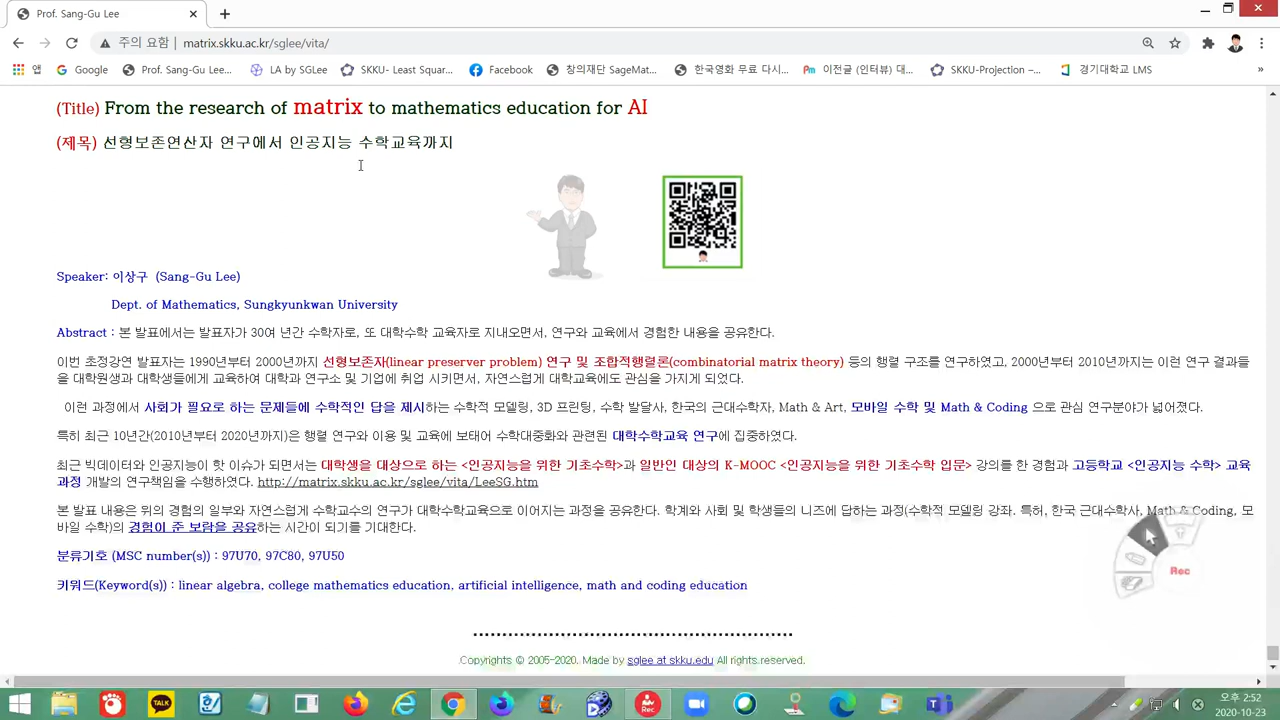 Prof. Sang-Gu Lee
주의 요함 | matrix.skku.ac.kr/sglee/vita/
앱 Google Prof. Sang-Gu Lee... LA by SGLee SKKU- Least Squar... Facebook 창의재단 SageMat... 한국영화 무료 다시... 이전글 (인터뷰) 대... SKKU-Projection –... 경기대학교 LMS »
(Title) From the research of matrix to mathematics education for AI
(제목) 선형보존연산자 연구에서 인공지능 수학교육까지
Speaker: 이상구 (Sang-Gu Lee)
Dept. of Mathematics, Sungkyunkwan University
Abstract : 본 발표에서는 발표자가 30여 년간 수학자로, 또 대학수학 교육자로 지내오면서, 연구와 교육에서 경험한 내용을 공유한다.
이번 초청강연 발표자는 1990년부터 2000년까지 선형보존자(linear preserver problem) 연구 및 조합적행렬론(combinatorial matrix theory) 등의 행렬 구조를 연구하였고, 2000년부터 2010년까지는 이런 연구 결과들
을 대학원생과 대학생들에게 교육하여 대학과 연구소 및 기업에 취업 시키면서, 자연스럽게 대학교육에도 관심을 가지게 되었다.
이런 과정에서 사회가 필요로 하는 문제들에 수학적인 답을 제시하는 수학적 모델링, 3D 프린팅, 수학 발달사, 한국의 근대수학자, Math & Art, 모바일 수학 및 Math & Coding 으로 관심 연구분야가 넓어졌다.
특히 최근 10년간(2010년부터 2020년까지)은 행렬 연구와 이용 및 교육에 보태어 수학대중화와 관련된 대학수학교육 연구에 집중하였다.
최근 빅데이터와 인공지능이 핫 이슈가 되면서는 대학생을 대상으로 하는 <인공지능을 위한 기초수학>과 일반인 대상의 K-MOOC <인공지능을 위한 기초수학 입문> 강의를 한 경험과 고등학교 <인공지능 수학> 교육
과정 개발의 연구책임을 수행하였다. http://matrix.skku.ac.kr/sglee/vita/LeeSG.htm
본 발표 내용은 뒤의 경험의 일부와 자연스럽게 수학교수의 연구가 대학수학교육으로 이어지는 과정을 공유한다. 학계와 사회 및 학생들의 니즈에 답하는 과정(수학적 모델링 강좌. 특허, 한국 근대수학사, Math & Coding, 모
바일 수학)의 경험이 준 보람을 공유하는 시간이 되기를 기대한다.
분류기호 (MSC number(s)) : 97U70, 97C80, 97U50
키워드(Keyword(s)) : linear algebra, college mathematics education, artificial intelligence, math and coding education
Rec
Copyrights © 2005-2020. Made by sglee at skku.edu All rights reserved.
TALK
Rec
오후 2:52
2020-10-23